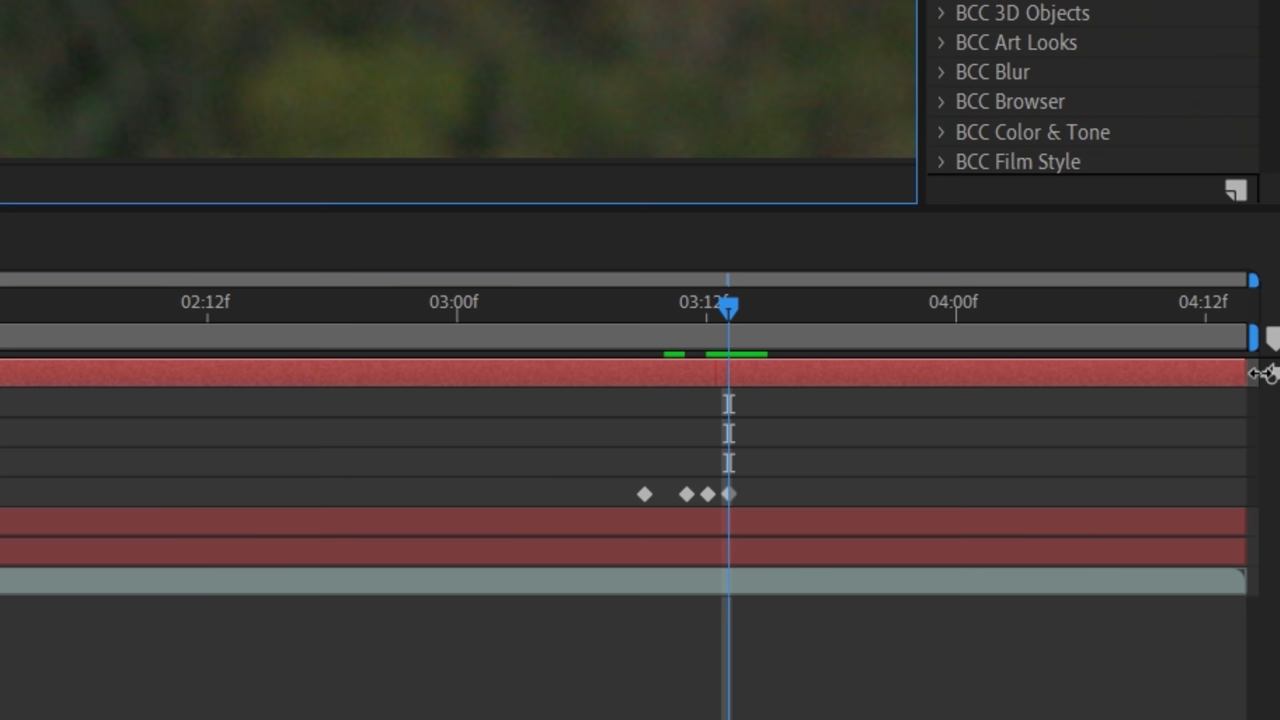 BCC 3D Objects
BCC Art Looks
BCC Blur
BCC Browser
BCC Color & Tone
BCC Film Style
02:12f 03:00f 03:12f 04:00f 04:12f